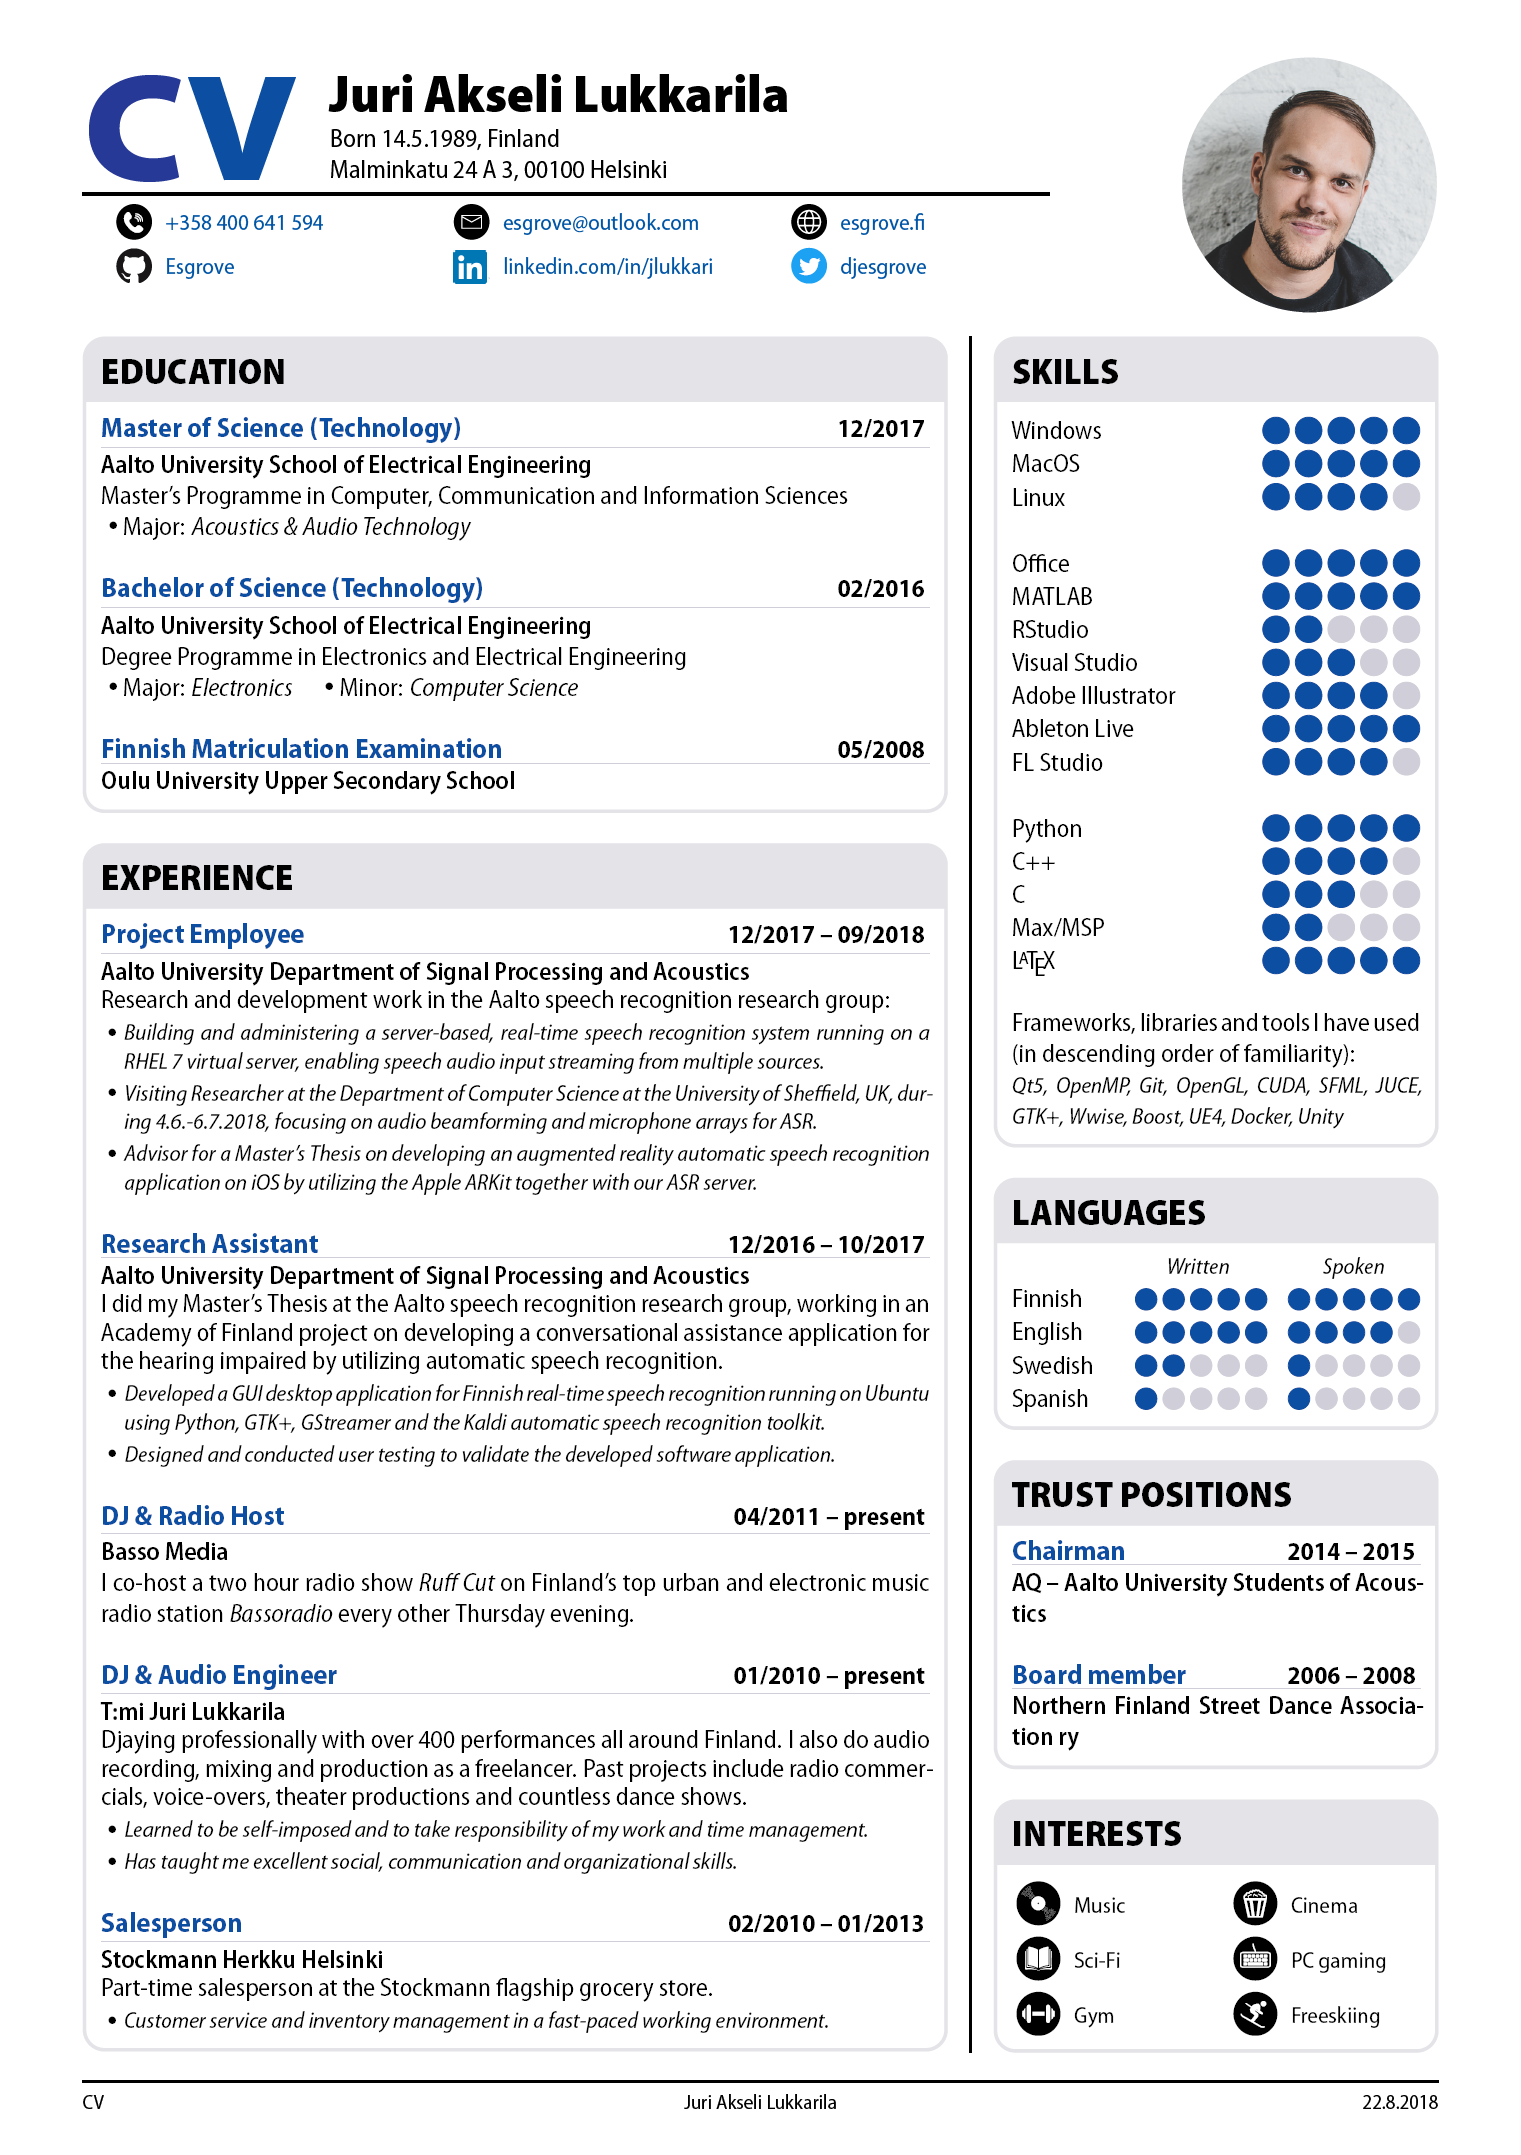 CV
Juri Akseli Lukkarila
Born 14.5.1989, Finland
Malminkatu 24 A 3, 00100 Helsinki
+358 400 641 594
esgrove@outlook.com
esgrove.fi
Esgrove
linkedin.com/in/jlukkari
djesgrove
EDUCATION
Master of Science (Technology) 12/2017
Aalto University School of Electrical Engineering
Master's Programme in Computer, Communication and Information Sciences
• Major: Acoustics & Audio Technology
Bachelor of Science (Technology) 02/2016
Aalto University School of Electrical Engineering
Degree Programme in Electronics and Electrical Engineering
• Major: Electronics • Minor: Computer Science
Finnish Matriculation Examination 05/2008
Oulu University Upper Secondary School
EXPERIENCE
Project Employee 12/2017 – 09/2018
Aalto University Department of Signal Processing and Acoustics
Research and development work in the Aalto speech recognition research group:
• Building and administering a server-based, real-time speech recognition system running on a
RHEL 7 virtual server, enabling speech audio input streaming from multiple sources.
• Visiting Researcher at the Department of Computer Science at the University of Sheffield, UK, dur-
ing 4.6.-6.7.2018, focusing on audio beamforming and microphone arrays for ASR.
• Advisor for a Master's Thesis on developing an augmented reality automatic speech recognition
application on iOS by utilizing the Apple ARKit together with our ASR server.
Research Assistant 12/2016 – 10/2017
Aalto University Department of Signal Processing and Acoustics
I did my Master's Thesis at the Aalto speech recognition research group, working in an
Academy of Finland project on developing a conversational assistance application for
the hearing impaired by utilizing automatic speech recognition.
• Developed a GUI desktop application for Finnish real-time speech recognition running on Ubuntu
using Python, GTK+, GStreamer and the Kaldi automatic speech recognition toolkit.
• Designed and conducted user testing to validate the developed software application.
DJ & Radio Host 04/2011 – present
Basso Media
I co-host a two hour radio show Ruff Cut on Finland's top urban and electronic music
radio station Bassoradio every other Thursday evening.
DJ & Audio Engineer 01/2010 – present
T:mi Juri Lukkarila
Djaying professionally with over 400 performances all around Finland. I also do audio
recording, mixing and production as a freelancer. Past projects include radio commer-
cials, voice-overs, theater productions and countless dance shows.
• Learned to be self-imposed and to take responsibility of my work and time management.
• Has taught me excellent social, communication and organizational skills.
Salesperson 02/2010 – 01/2013
Stockmann Herkku Helsinki
Part-time salesperson at the Stockmann flagship grocery store.
• Customer service and inventory management in a fast-paced working environment.
SKILLS
Windows
MacOS
Linux
Office
MATLAB
RStudio
Visual Studio
Adobe Illustrator
Ableton Live
FL Studio
Python
C++
C
Max/MSP
LATEX
Frameworks, libraries and tools I have used
(in descending order of familiarity):
Qt5, OpenMP, Git, OpenGL, CUDA, SFML, JUCE,
GTK+, Wwise, Boost, UE4, Docker, Unity
LANGUAGES
Written Spoken
Finnish
English
Swedish
Spanish
TRUST POSITIONS
Chairman 2014 – 2015
AQ – Aalto University Students of Acous-
tics
Board member 2006 – 2008
Northern Finland Street Dance Associa-
tion ry
INTERESTS
Music Cinema
Sci-Fi PC gaming
Gym Freeskiing
CV Juri Akseli Lukkarila 22.8.2018